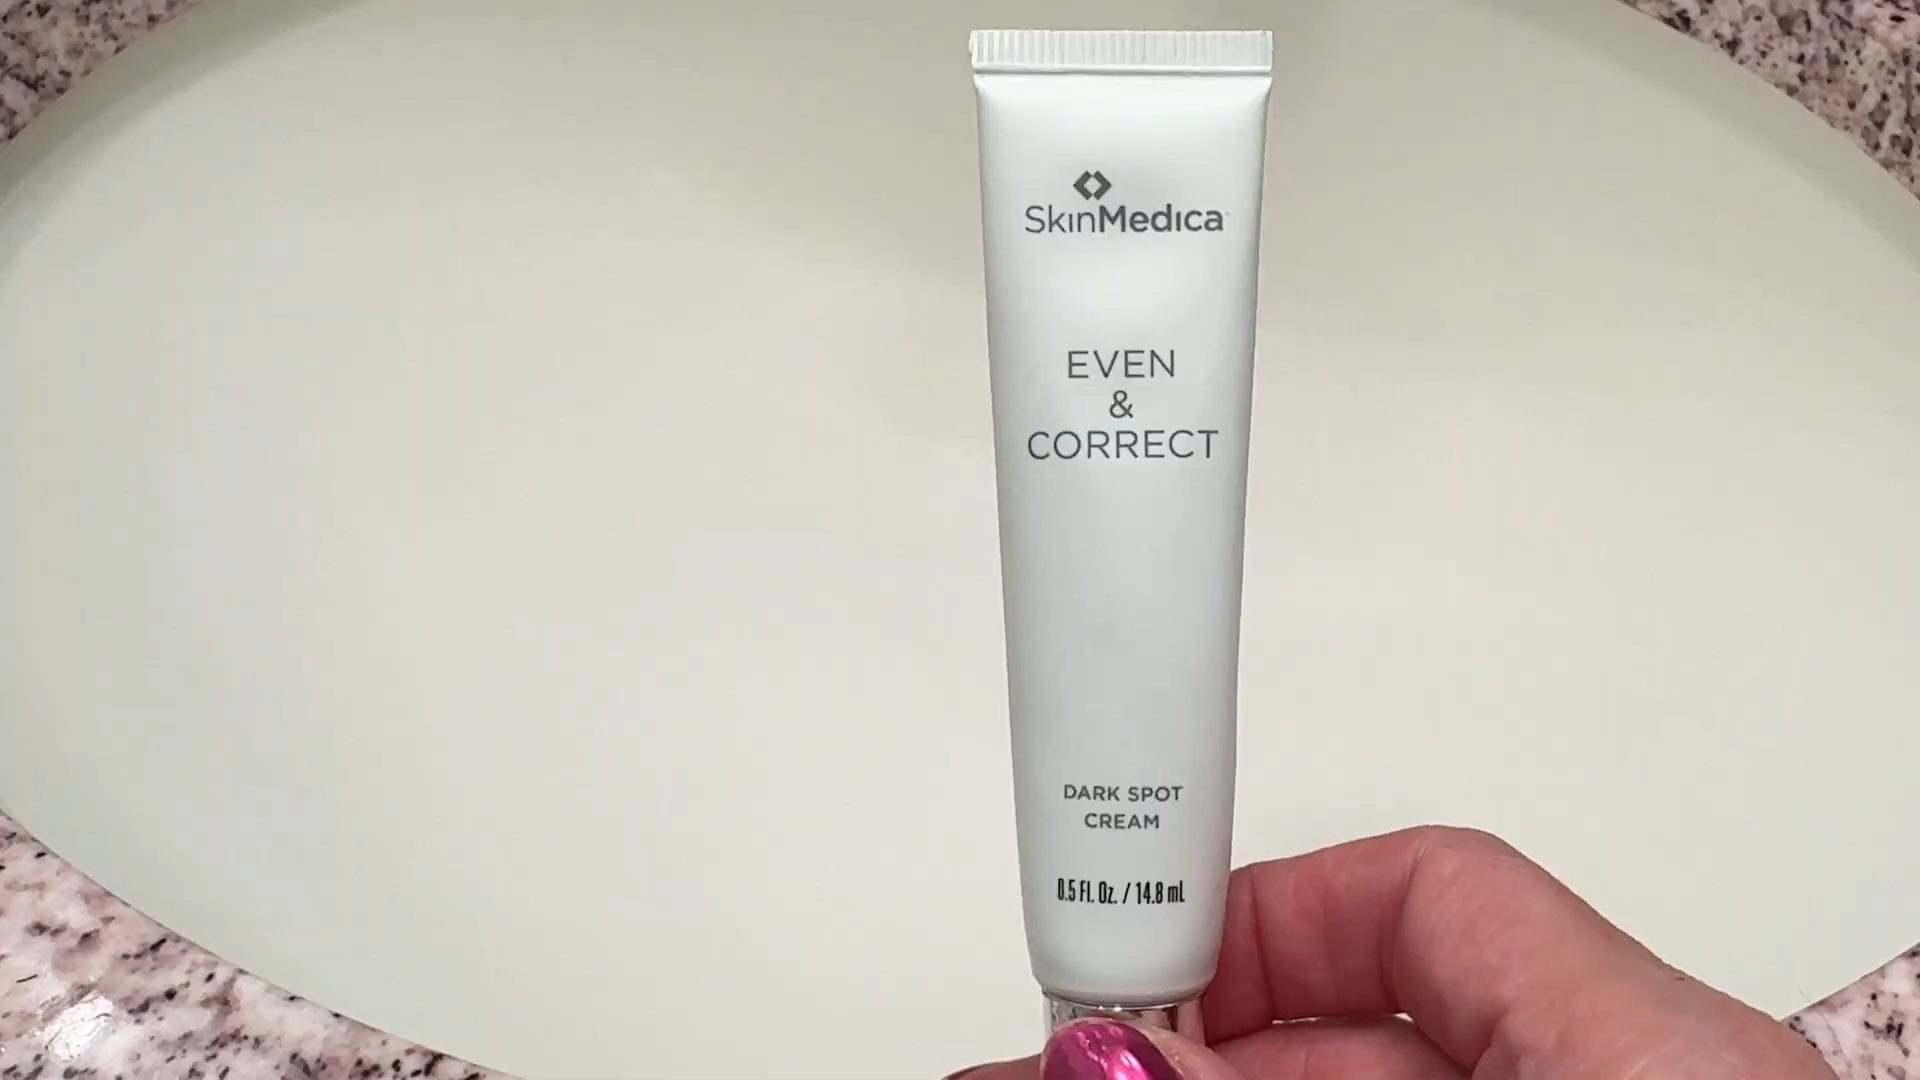 SkinMedica
EVEN
&
CORRECT
DARK SPOT
CREAM
0.5 Fl. Oz. / 14.8 mL